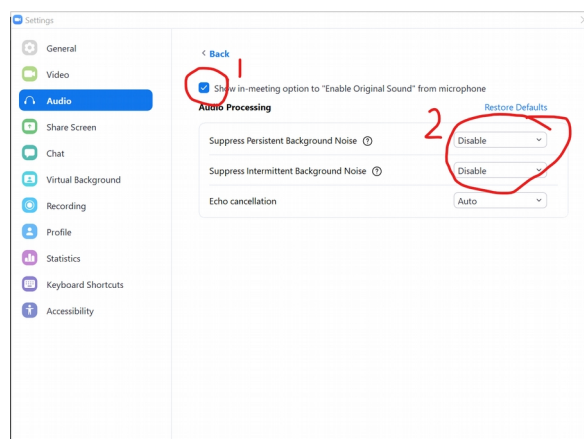 Settings
General
Video
Audio
Share Screen
Chat
Virtual Background
Recording
Profile
Statistics
Keyboard Shortcuts
Accessibility
< Back
1
Show in-meeting option to "Enable Original Sound" from microphone
Audio Processing
Restore Defaults
2
Suppress Persistent Background Noise ? Disable
Suppress Intermittent Background Noise ? Disable
Echo cancellation Auto